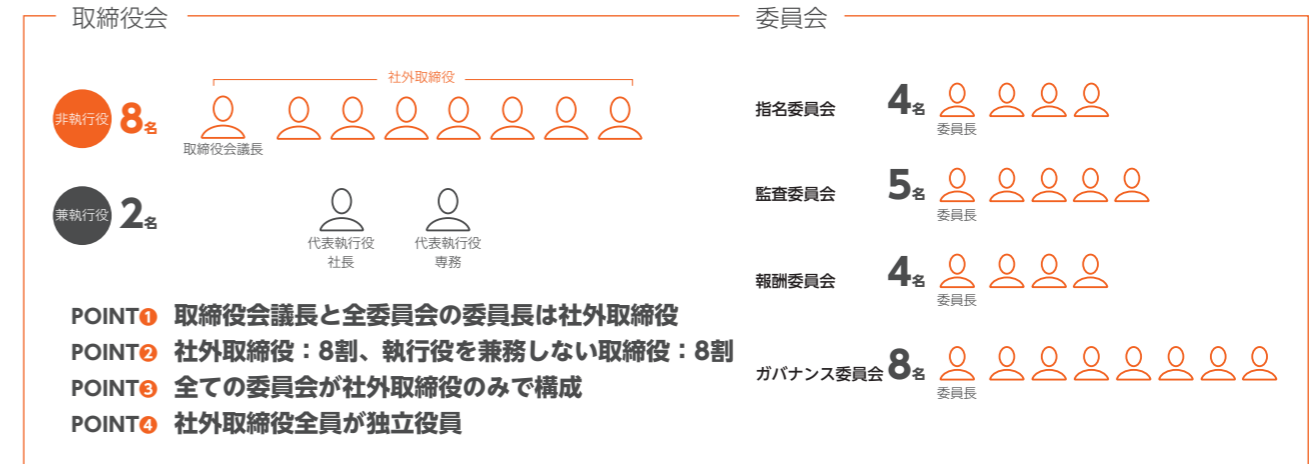 取締役会
社外取締役
非執行役 8名
取締役会議長
兼執行役 2名
代表執行役
社長
代表執行役
専務
POINT❶ 取締役会議長と全委員会の委員長は社外取締役
POINT❷ 社外取締役：8割、執行役を兼務しない取締役：8割
POINT❸ 全ての委員会が社外取締役のみで構成
POINT❹ 社外取締役全員が独立役員
委員会
指名委員会 4名
委員長
監査委員会 5名
委員長
報酬委員会 4名
委員長
ガバナンス委員会 8名
委員長